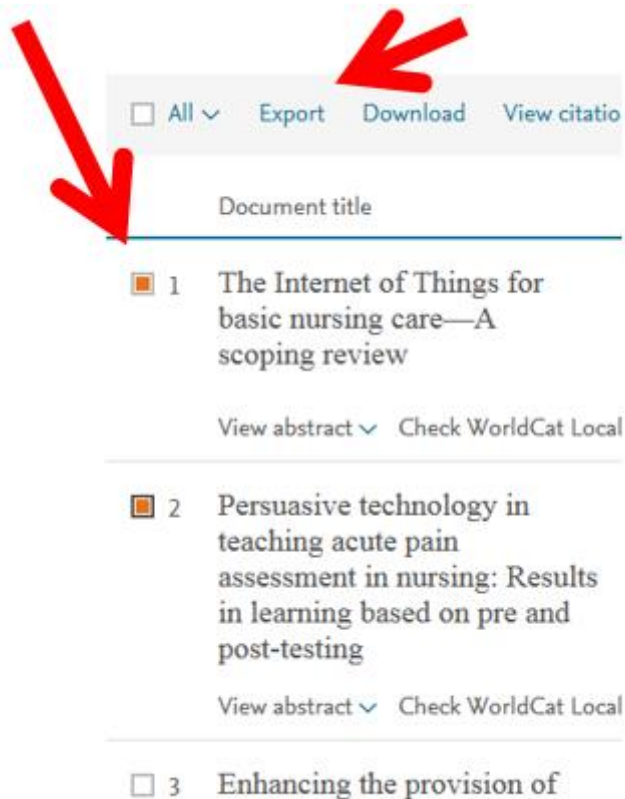 All Export Download View citatio
Document title
1 The Internet of Things for
basic nursing care—A
scoping review
View abstract Check WorldCat Local
2 Persuasive technology in
teaching acute pain
assessment in nursing: Results
in learning based on pre and
post-testing
View abstract Check WorldCat Local
3 Enhancing the provision of